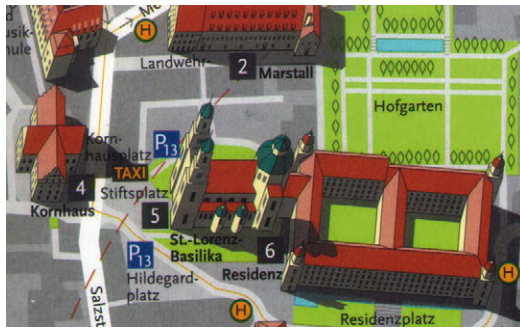 H
Landwehr-
2
Marstall
Hofgarten
Korn-
hausplatz
P13
TAXI
4
Stiftsplatz
Kornhaus
5
St.-Lorenz-
Basilika
6
Residenz
P13
Hildegard-
platz
H
H
Residenzplatz
Salzst